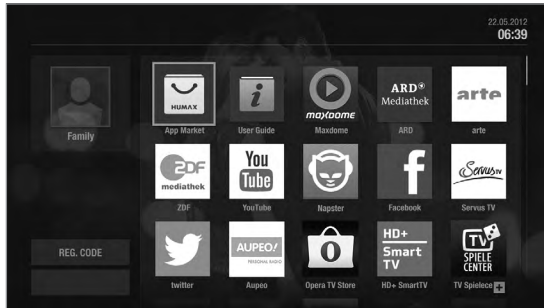 22.05.2012
06:39
Family
REG. CODE
HUMAX
App Market
i
User Guide
maxdome
Maxdome
ARD
Mediathek
ARD
arte
arte
ZDF
mediathek
ZDF
You
Tube
YouTube
Napster
f
Facebook
Servus TV
Servus TV
twitter
AUPEO!
PERSONAL RADIO
Aupeo
O
Opera TV Store
HD+
Smart
TV
HD+ SmartTV
TV
SPIELE
CENTER
TV Spielece